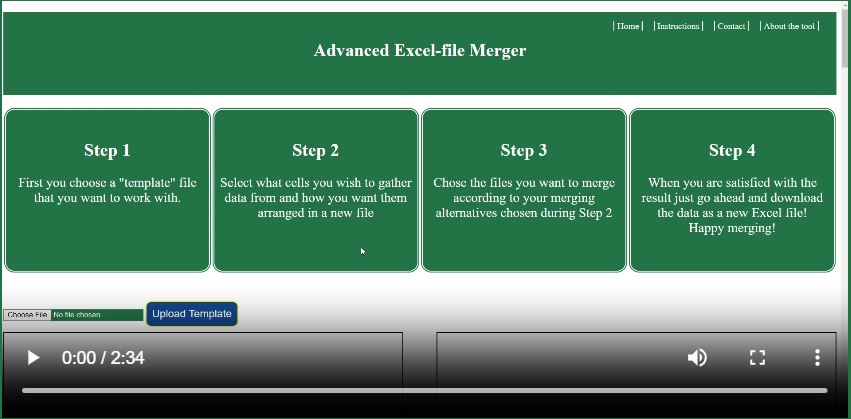 | Home | | Instructions | | Contact | | About the tool |
Advanced Excel-file Merger
Step 1
First you choose a "template" file
that you want to work with.
Step 2
Select what cells you wish to gather
data from and how you want them
arranged in a new file
Step 3
Chose the files you want to merge
according to your merging
alternatives chosen during Step 2
Step 4
When you are satisfied with the
result just go ahead and download
the data as a new Excel file!
Happy merging!
Choose File No file chosen Upload Template
0:00 / 2:34